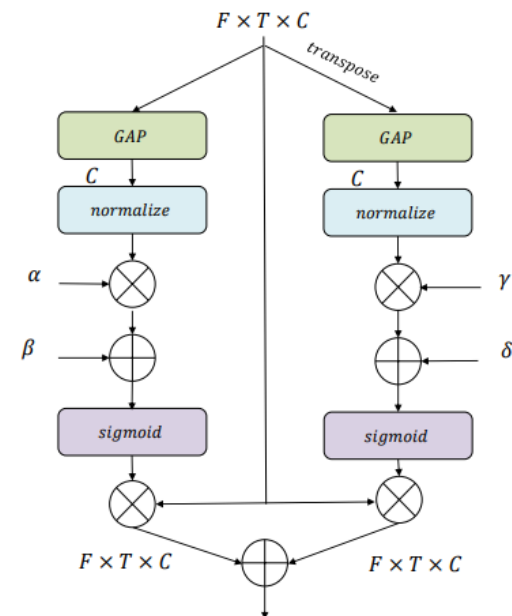 F × T × C
transpose
GAP
GAP
C
C
normalize
normalize
α
γ
β
δ
sigmoid
sigmoid
F × T × C
F × T × C